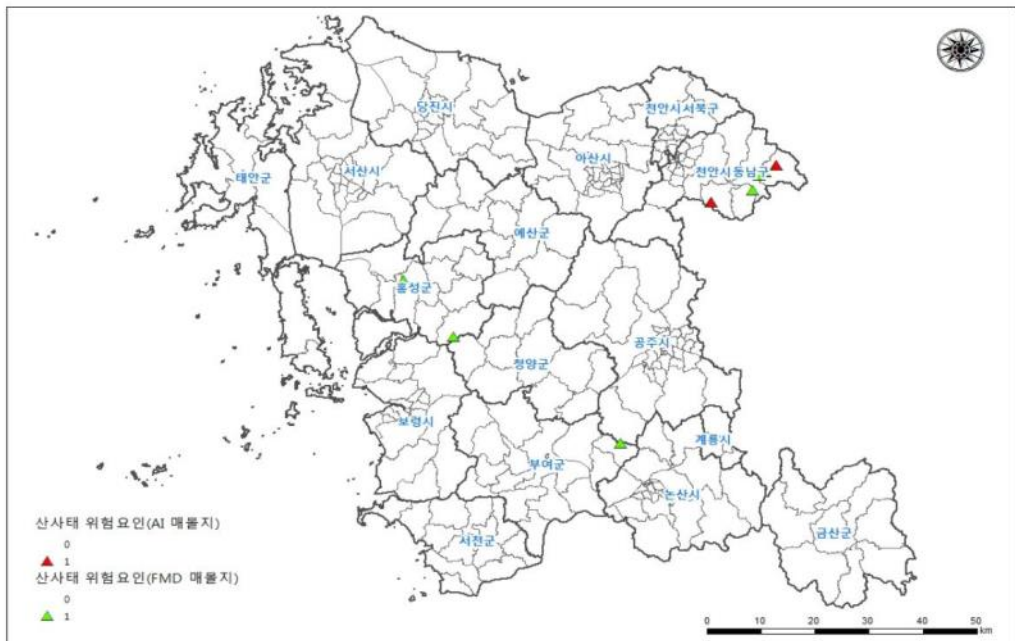 당진시
천안시서북구
아산시
서산시
태안군
천안시동남구
예산군
홍성군
공주시
청양군
보령시
계룡시
부여군
논산시
서천군
금산군
산사태 위험요인(AI 매몰지)
0
1
산사태 위험요인(FMD 매몰지)
0
1
0 10 20 30 40 50
km